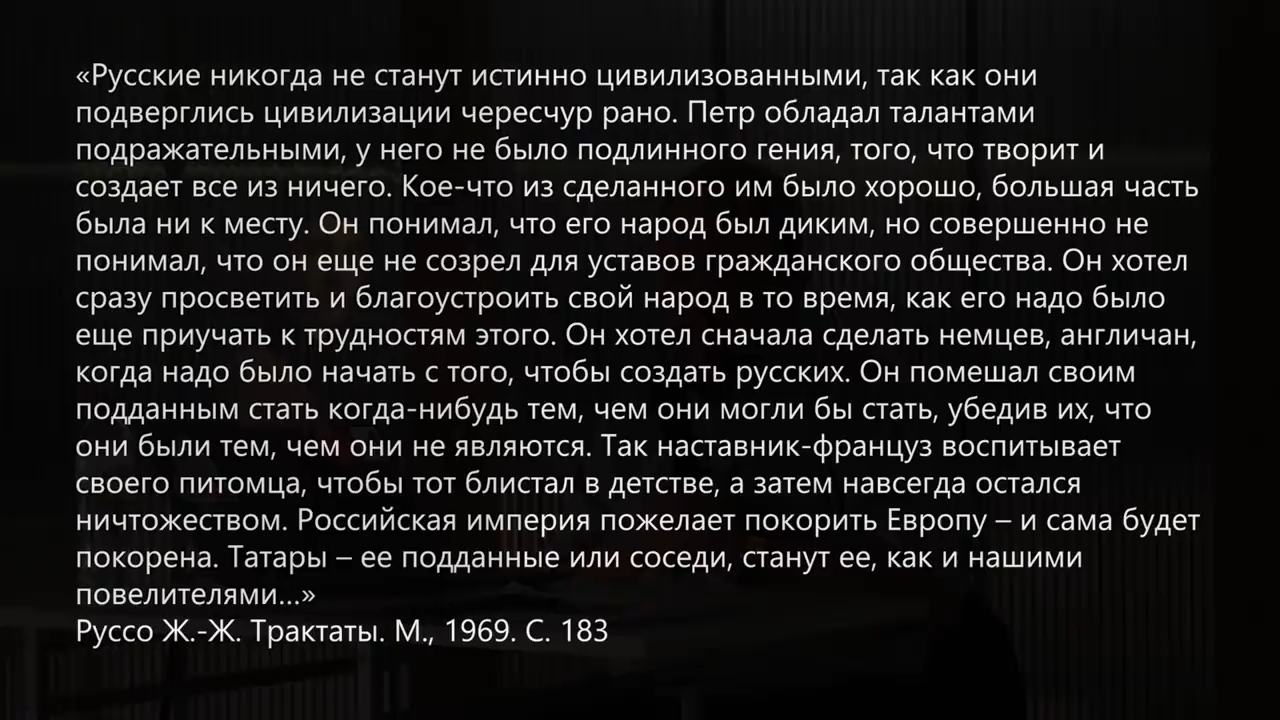 «Русские никогда не станут истинно цивилизованными, так как они
подверглись цивилизации чересчур рано. Петр обладал талантами
подражательными, у него не было подлинного гения, того, что творит и
создает все из ничего. Кое-что из сделанного им было хорошо, большая часть
была ни к месту. Он понимал, что его народ был диким, но совершенно не
понимал, что он еще не созрел для уставов гражданского общества. Он хотел
сразу просветить и благоустроить свой народ в то время, как его надо было
еще приучать к трудностям этого. Он хотел сначала сделать немцев, англичан,
когда надо было начать с того, чтобы создать русских. Он помешал своим
подданным стать когда-нибудь тем, чем они могли бы стать, убедив их, что
они были тем, чем они не являются. Так наставник-француз воспитывает
своего питомца, чтобы тот блистал в детстве, а затем навсегда остался
ничтожеством. Российская империя пожелает покорить Европу – и сама будет
покорена. Татары – ее подданные или соседи, станут ее, как и нашими
повелителями...»
Руссо Ж.-Ж. Трактаты. М., 1969. С. 183